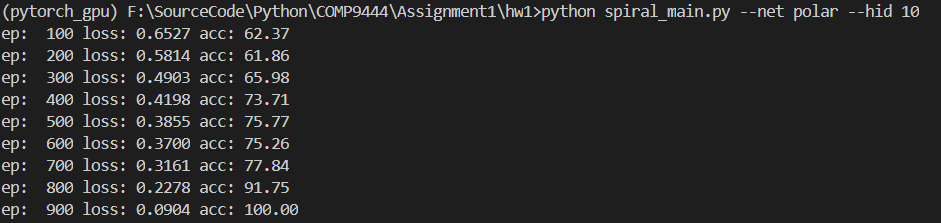 (pytorch_gpu) F:\SourceCode\Python\COMP9444\Assignment1\hw1>python spiral_main.py --net polar --hid 10
ep:  100 loss: 0.6527 acc: 62.37
ep:  200 loss: 0.5814 acc: 61.86
ep:  300 loss: 0.4903 acc: 65.98
ep:  400 loss: 0.4198 acc: 73.71
ep:  500 loss: 0.3855 acc: 75.77
ep:  600 loss: 0.3700 acc: 75.26
ep:  700 loss: 0.3161 acc: 77.84
ep:  800 loss: 0.2278 acc: 91.75
ep:  900 loss: 0.0904 acc: 100.00